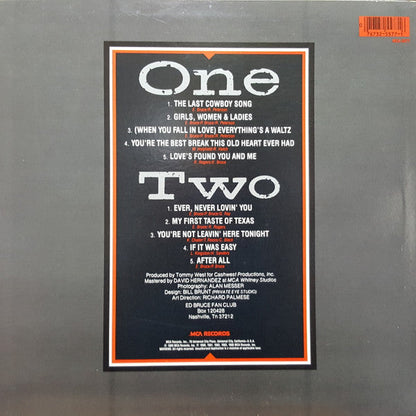 One
1. THE LAST COWBOY SONG
E. Bruce/ R. Peterson
2. GIRLS, WOMEN & LADIES
3. (WHEN YOU FALL IN LOVE) EVERYTHING'S A WALTZ
4. YOU'RE THE BEST BREAK THIS OLD HEART EVER HAD
5. LOVE'S FOUND YOU AND ME
Two
1. EVER, NEVER LOVIN' YOU
2. MY FIRST TASTE OF TEXAS
3. YOU'RE NOT LEAVIN' HERE TONIGHT
4. IF IT WAS EASY
5. AFTER ALL
Produced by Tommy West for Cashwest Productions, Inc.
Mastered by DAVID HERNANDEZ at MCA Whitney Studios
Photography: ALAN MESSER
Design: BILL BRUNT (PRIVATE EYE STUDIO)
Art Direction: RICHARD PALMESE
ED BRUCE FAN CLUB
Box 120428
Nashville, TN 37212
MCA RECORDS